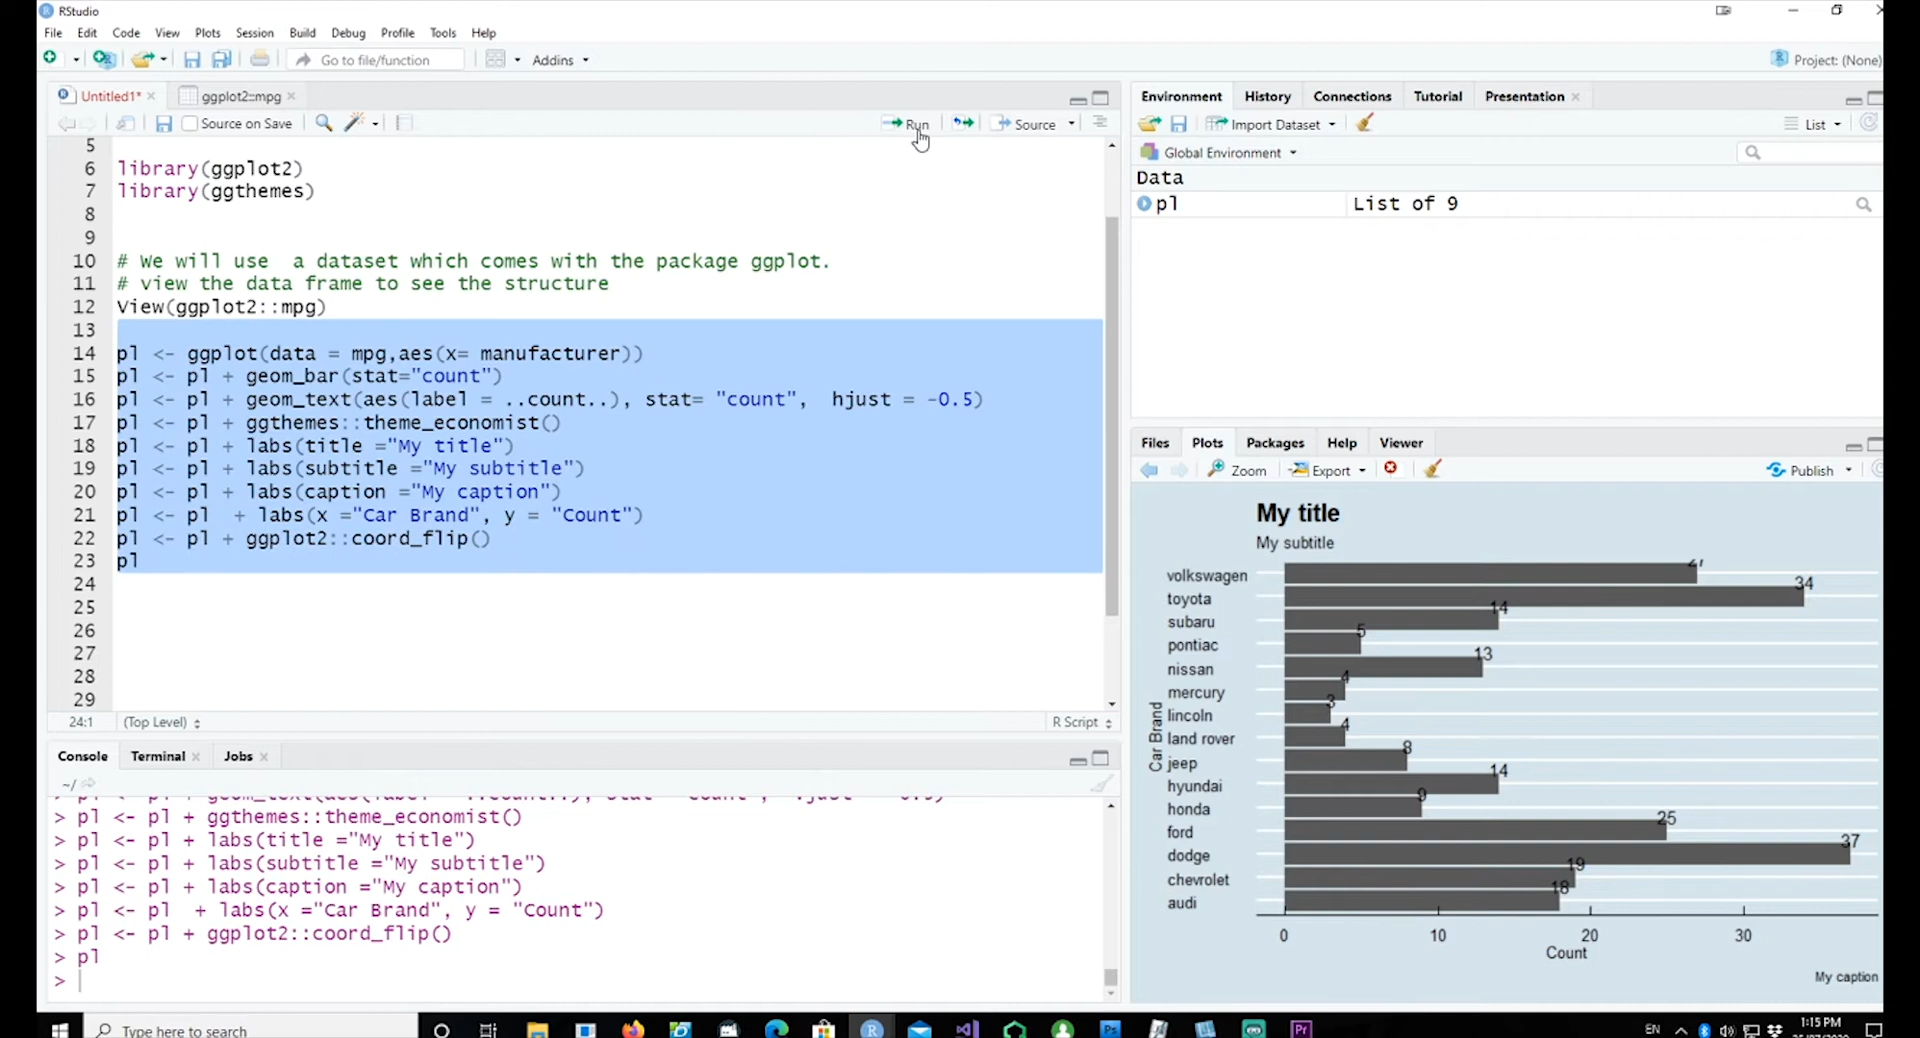 RStudio
File Edit Code View Plots Session Build Debug Profile Tools Help
Go to file/function Addins Project: (None)
Untitled1* ggplot2::mpg
Source on Save Run Source
5
6 library(ggplot2)
7 library(ggthemes)
8
9
10 # We will use  a dataset which comes with the package ggplot.
11 # view the data frame to see the structure
12 View(ggplot2::mpg)
13
14 pl <- ggplot(data = mpg,aes(x= manufacturer))
15 pl <- pl + geom_bar(stat="count")
16 pl <- pl + geom_text(aes(label = ..count..), stat= "count",  hjust = -0.5)
17 pl <- pl + ggthemes::theme_economist()
18 pl <- pl + labs(title ="My title")
19 pl <- pl + labs(subtitle ="My subtitle")
20 pl <- pl + labs(caption ="My caption")
21 pl <- pl  + labs(x ="Car Brand", y = "Count")
22 pl <- pl + ggplot2::coord_flip()
23 pl
24
25
26
27
28
29
24:1 (Top Level) R Script
Console Terminal Jobs
~/
> pl <- pl + ggthemes::theme_economist()
> pl <- pl + labs(title ="My title")
> pl <- pl + labs(subtitle ="My subtitle")
> pl <- pl + labs(caption ="My caption")
> pl <- pl  + labs(x ="Car Brand", y = "Count")
> pl <- pl + ggplot2::coord_flip()
> pl
>
Environment History Connections Tutorial Presentation
Import Dataset List
Global Environment
Data
pl List of 9
Files Plots Packages Help Viewer
Zoom Export Publish
My title
My subtitle
volkswagen 27
toyota 34
subaru 14
pontiac 5
nissan 13
mercury 4
lincoln 3
land rover 4
jeep 8
hyundai 14
honda 9
ford 25
dodge 37
chevrolet 19
audi 18
Car Brand
0 10 20 30
Count
My caption
Type here to search
EN 1:15 PM